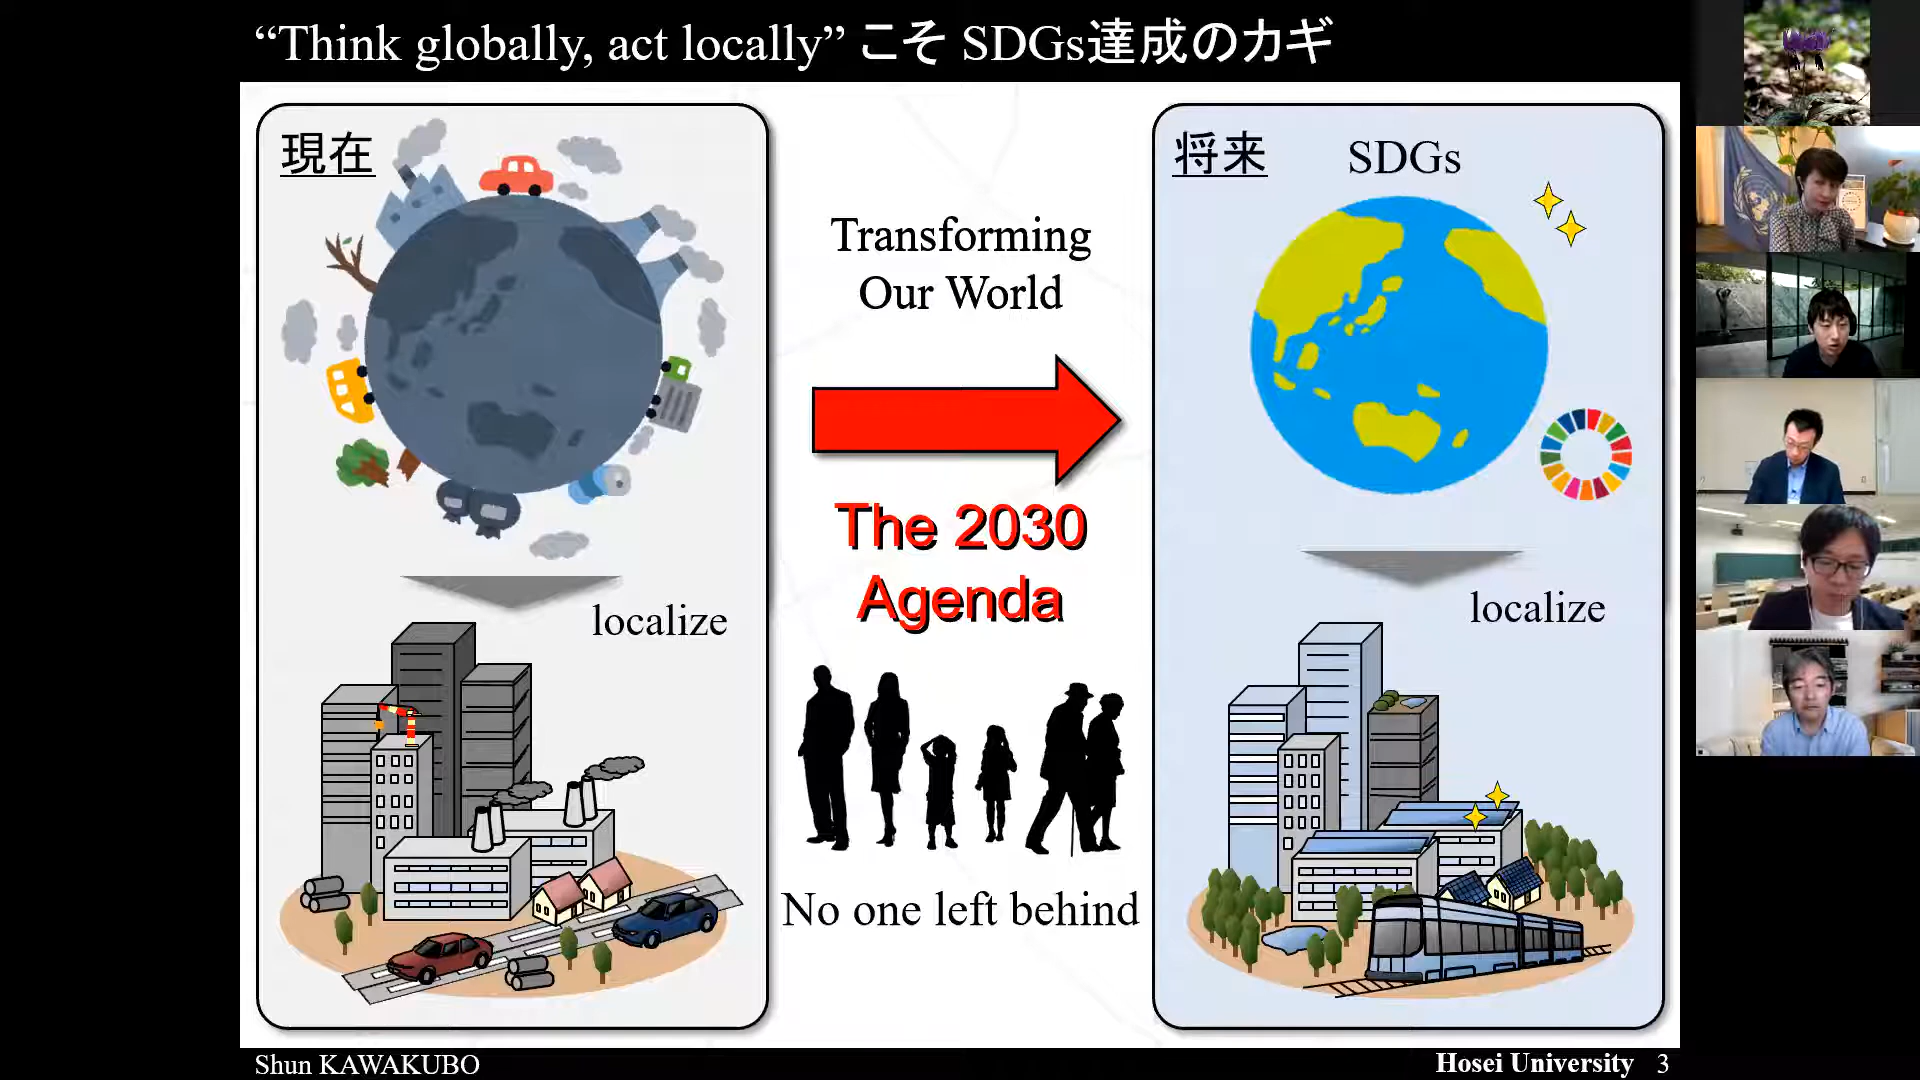 “Think globally, act locally” こそ SDGs達成のカギ
現在
localize
Transforming
Our World
The 2030
Agenda
No one left behind
将来
SDGs
localize
Shun KAWAKUBO
Hosei University 3